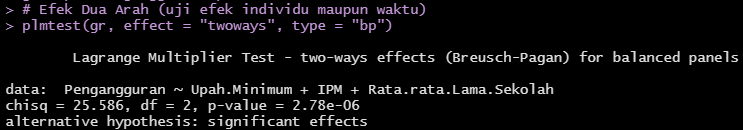 > # Efek Dua Arah (uji efek individu maupun waktu)
> plmtest(gr, effect = "twoways", type = "bp")
Lagrange Multiplier Test - two-ways effects (Breusch-Pagan) for balanced panels
data:  Pengangguran ~ Upah.Minimum + IPM + Rata.rata.Lama.Sekolah
chisq = 25.586, df = 2, p-value = 2.78e-06
alternative hypothesis: significant effects